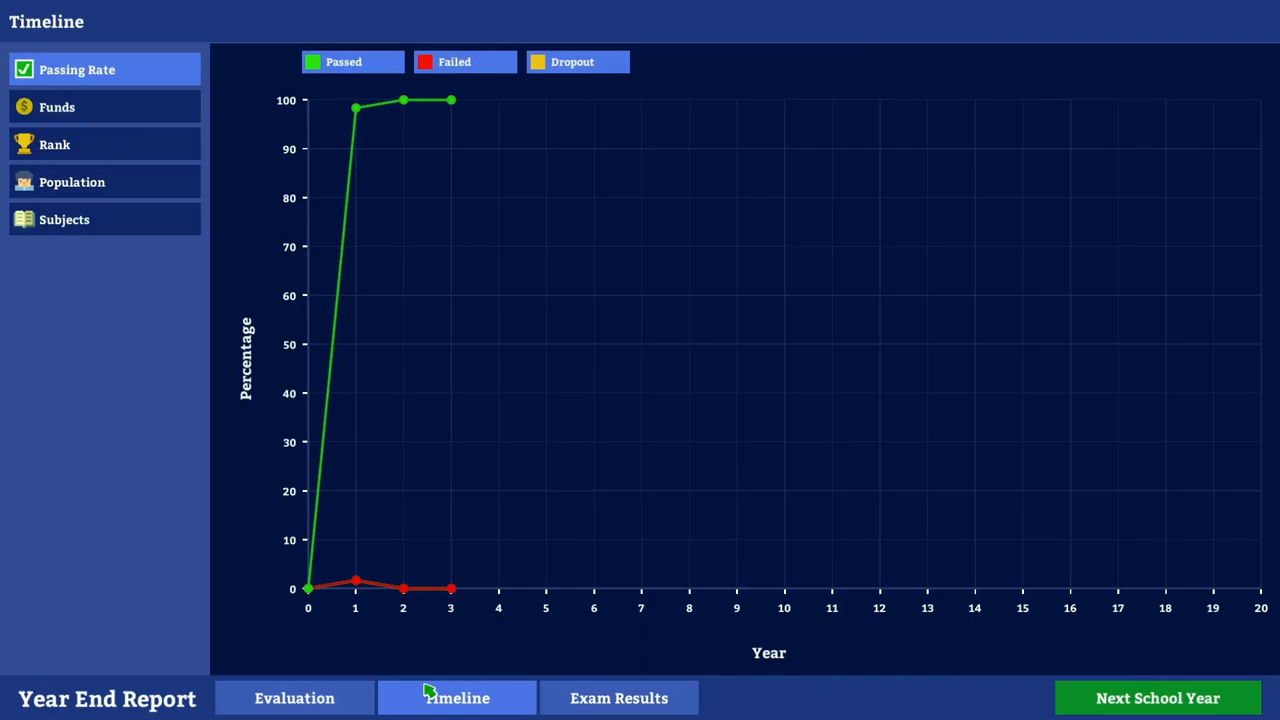 Timeline
Passing Rate
Funds
Rank
Population
Subjects
Passed Failed Dropout
100
90
80
70
60
50
40
30
20
10
0
Percentage
0 1 2 3 4 5 6 7 8 9 10 11 12 13 14 15 16 17 18 19 20
Year
Year End Report
Evaluation Timeline Exam Results Next School Year